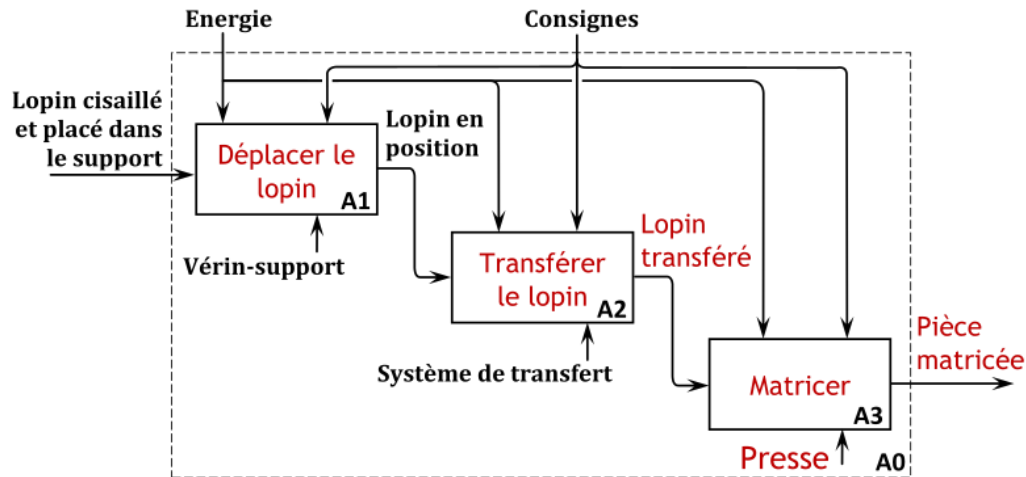 Energie
Consignes
Lopin cisaillé
et placé dans
le support
Déplacer le
lopin
A1
Lopin en
position
Vérin-support
Transférer
le lopin
A2
Lopin
transféré
Système de transfert
Matricer
A3
Pièce
matricée
Presse
A0